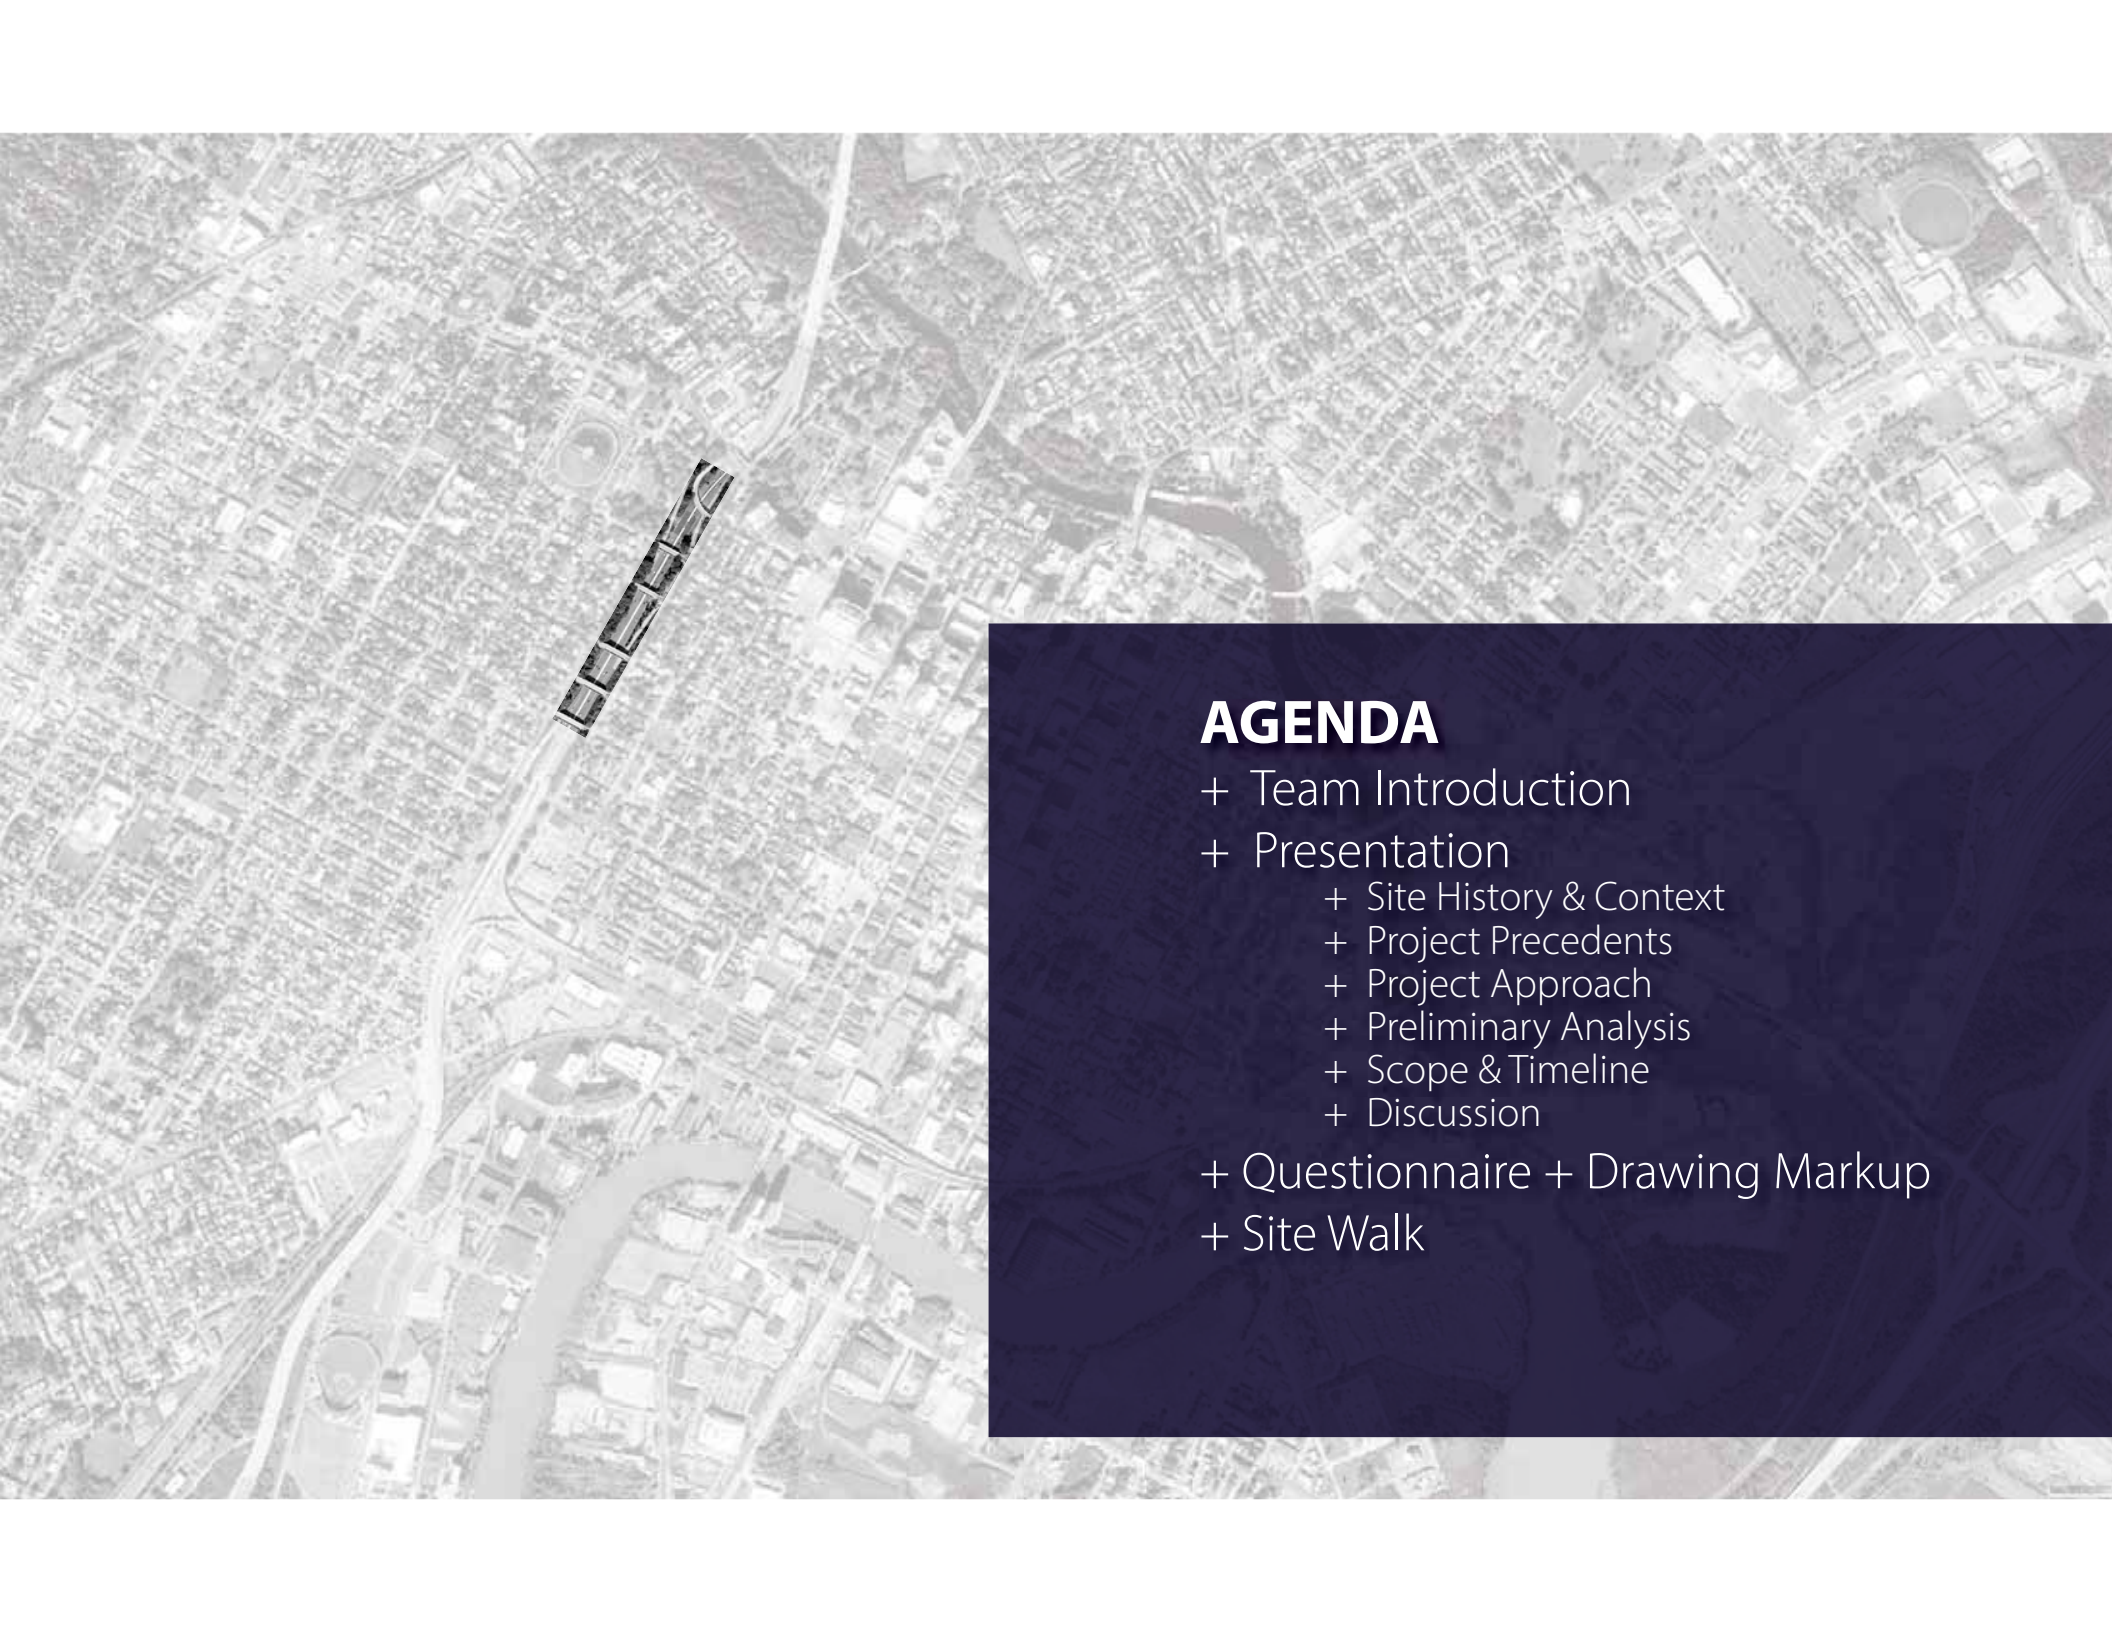 AGENDA
+ Team Introduction
+ Presentation
+ Site History & Context
+ Project Precedents
+ Project Approach
+ Preliminary Analysis
+ Scope & Timeline
+ Discussion
+ Questionnaire + Drawing Markup
+ Site Walk